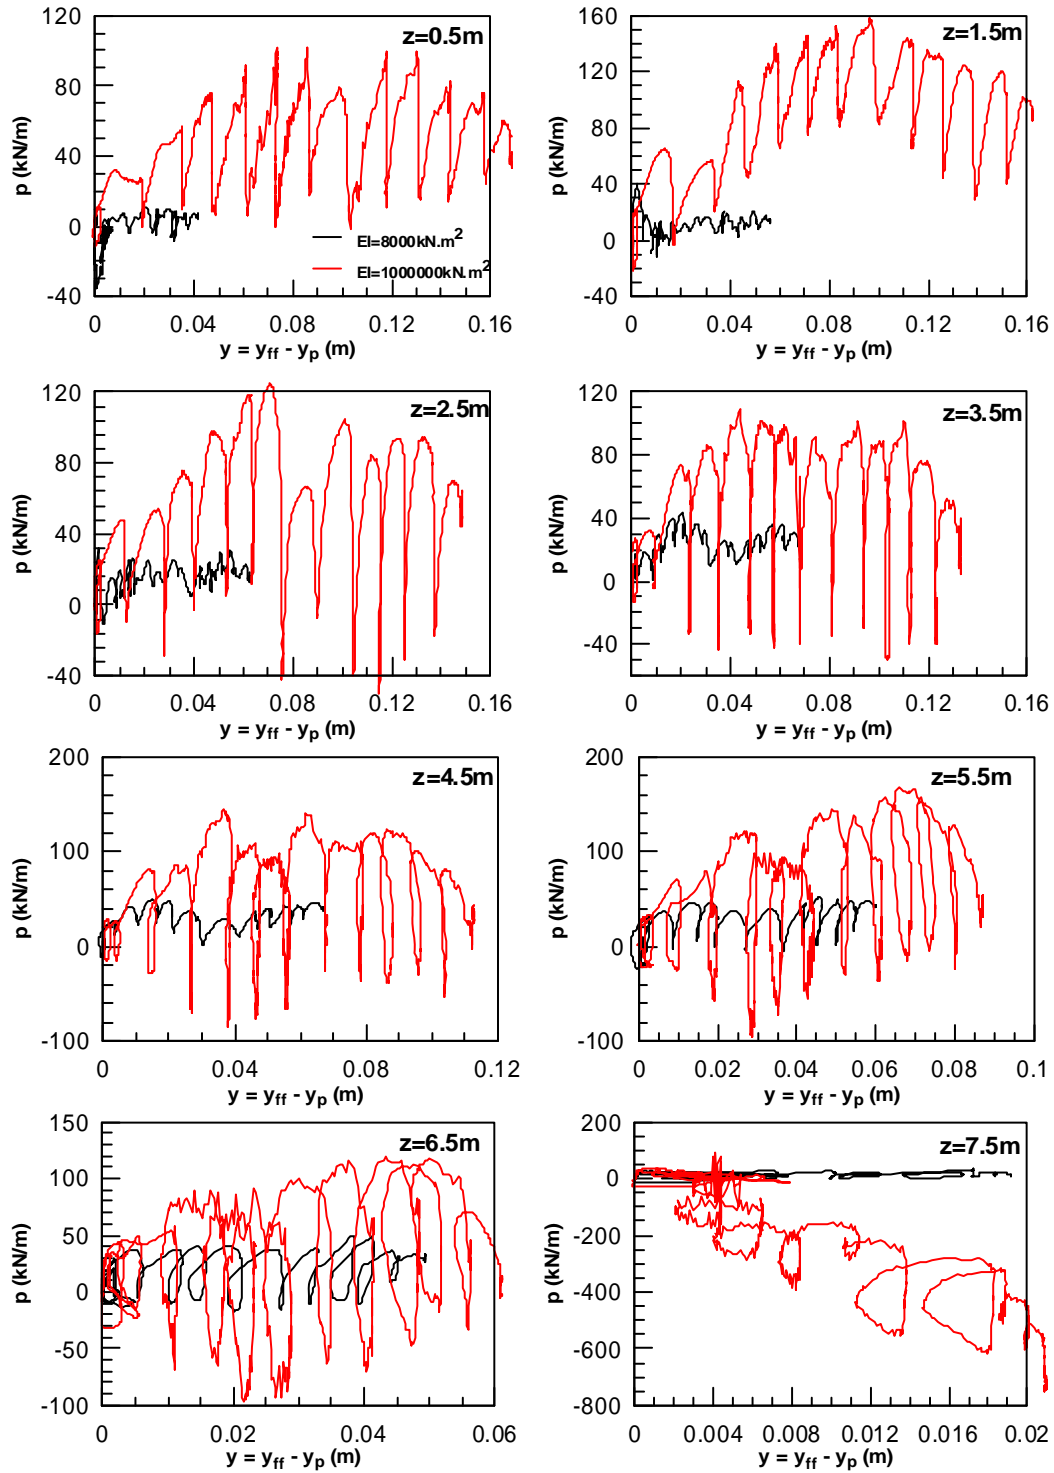 120
80
40
0
-40
p (kN/m)
z=0.5m
EI=8000kN.m²
EI=1000000kN.m²
0 0.04 0.08 0.12 0.16
y = yff - yp (m)
160
120
80
40
0
-40
p (kN/m)
z=1.5m
0 0.04 0.08 0.12 0.16
y = yff - yp (m)
120
80
40
0
-40
p (kN/m)
z=2.5m
0 0.04 0.08 0.12 0.16
y = yff - yp (m)
120
80
40
0
-40
p (kN/m)
z=3.5m
0 0.04 0.08 0.12 0.16
y = yff - yp (m)
200
100
0
-100
p (kN/m)
z=4.5m
0 0.04 0.08 0.12
y = yff - yp (m)
200
100
0
-100
p (kN/m)
z=5.5m
0 0.02 0.04 0.06 0.08 0.1
y = yff - yp (m)
150
100
50
0
-50
-100
p (kN/m)
z=6.5m
0 0.02 0.04 0.06
y = yff - yp (m)
200
0
-200
-400
-600
-800
p (kN/m)
z=7.5m
0 0.004 0.008 0.012 0.016 0.02
y = yff - yp (m)